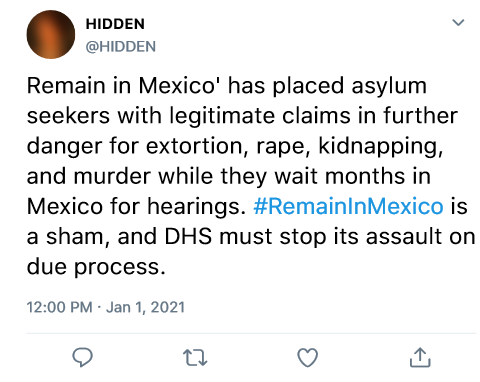 HIDDEN
@HIDDEN
Remain in Mexico' has placed asylum
seekers with legitimate claims in further
danger for extortion, rape, kidnapping,
and murder while they wait months in
Mexico for hearings. #RemainInMexico is
a sham, and DHS must stop its assault on
due process.
12:00 PM · Jan 1, 2021